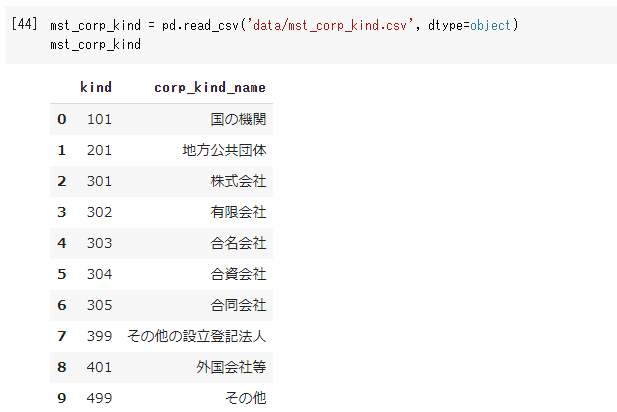 [44] mst_corp_kind = pd.read_csv('data/mst_corp_kind.csv', dtype=object)
mst_corp_kind
kind corp_kind_name
0 101 国の機関
1 201 地方公共団体
2 301 株式会社
3 302 有限会社
4 303 合名会社
5 304 合資会社
6 305 合同会社
7 399 その他の設立登記法人
8 401 外国会社等
9 499 その他